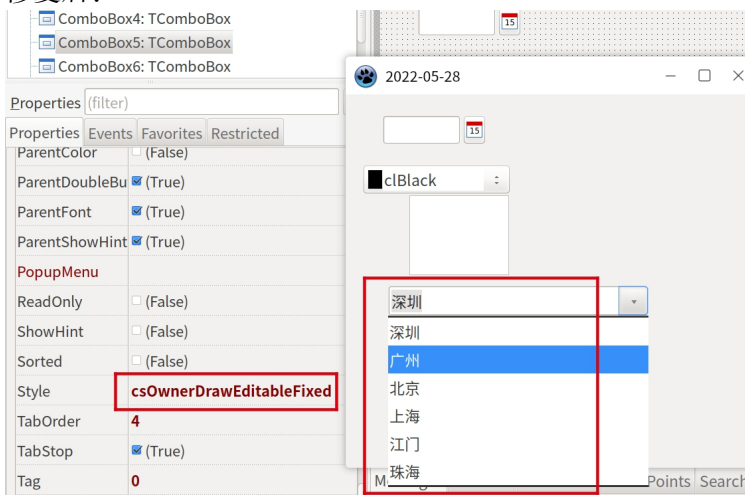 ComboBox4: TComboBox
ComboBox5: TComboBox
ComboBox6: TComboBox
Properties (filter)
Properties Events Favorites Restricted
ParentColor (False)
ParentDoubleBu (True)
ParentFont (True)
ParentShowHint (True)
PopupMenu
ReadOnly (False)
ShowHint (False)
Sorted (False)
Style csOwnerDrawEditableFixed
TabOrder 4
TabStop (True)
Tag 0
15
2022-05-28
15
clBlack
深圳
深圳
广州
北京
上海
江门
珠海
Points Search